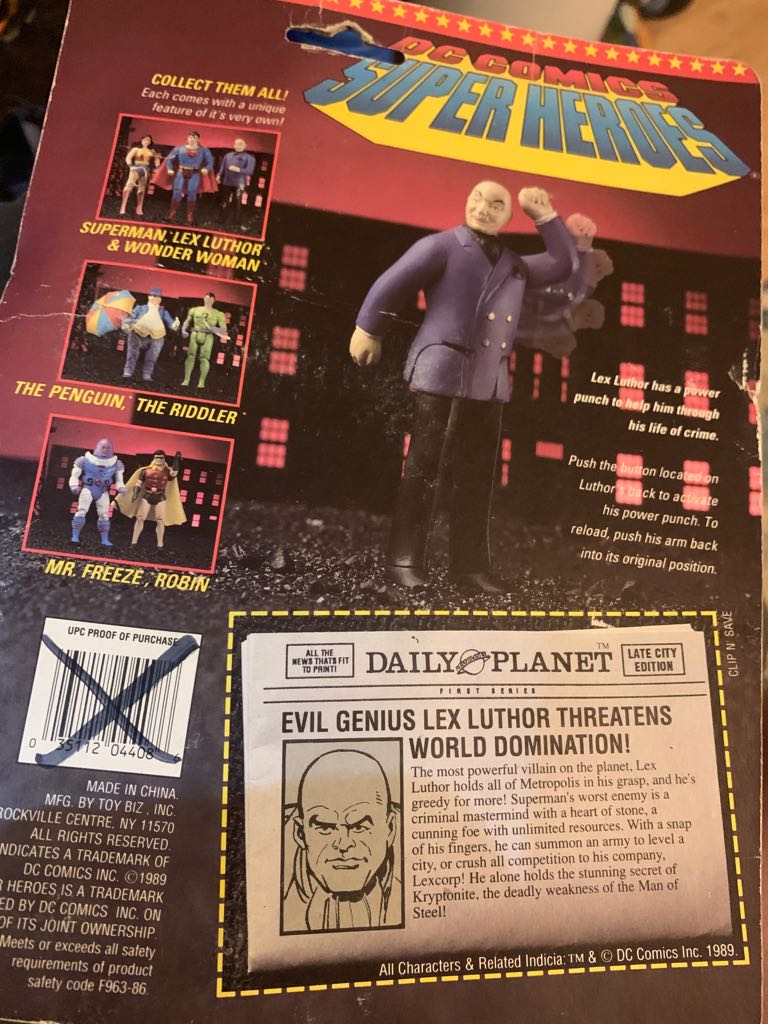 DC COMICS
SUPER HEROES
COLLECT THEM ALL!
Each comes with a unique
feature of it's very own!
SUPERMAN, LEX LUTHOR
& WONDER WOMAN
THE PENGUIN, THE RIDDLER
MR. FREEZE, ROBIN
Lex Luthor has a power
punch to help him through
his life of crime.
Push the button located on
Luthor's back to activate
his power punch. To
reload, push his arm back
into its original position.
UPC PROOF OF PURCHASE
0 35112 04408 6
MADE IN CHINA.
MFG. BY TOY BIZ, INC.
ROCKVILLE CENTRE, NY 11570
ALL RIGHTS RESERVED.
INDICATES A TRADEMARK OF
DC COMICS INC. ©1989
R HEROES IS A TRADEMARK
ED BY DC COMICS INC. ON
OF ITS JOINT OWNERSHIP.
Meets or exceeds all safety
requirements of product
safety code F963-86.
CLIP N' SAVE
ALL THE
NEWS THATS FIT
TO PRINT!
DAILY PLANET™
LATE CITY
EDITION
FIRST SERIES
EVIL GENIUS LEX LUTHOR THREATENS
WORLD DOMINATION!
The most powerful villain on the planet, Lex
Luthor holds all of Metropolis in his grasp, and he's
greedy for more! Superman's worst enemy is a
criminal mastermind with a heart of stone, a
cunning foe with unlimited resources. With a snap
of his fingers, he can summon an army to level a
city, or crush all competition to his company,
Lexcorp! He alone holds the stunning secret of
Kryptonite, the deadly weakness of the Man of
Steel!
All Characters & Related Indicia: ™ & © DC Comics Inc. 1989.